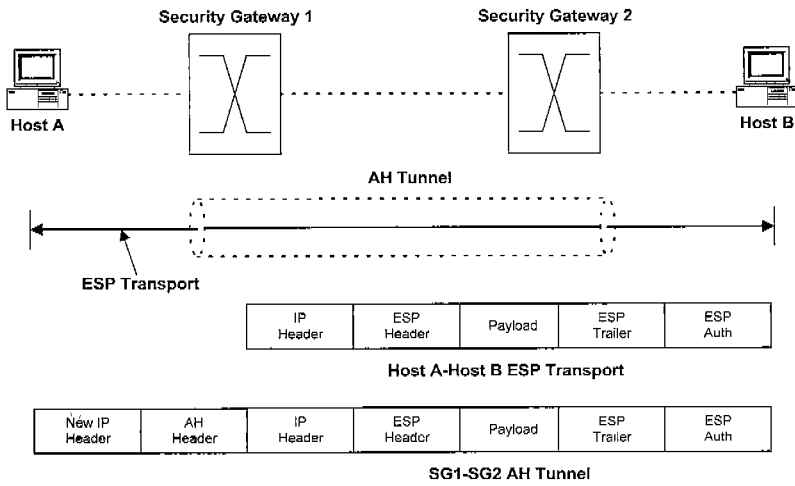 Security Gateway 1
Security Gateway 2
Host A
Host B
AH Tunnel
ESP Transport
IP Header
ESP Header
Payload
ESP Trailer
ESP Auth
Host A-Host B ESP Transport
New IP Header
AH Header
IP Header
ESP Header
Payload
ESP Trailer
ESP Auth
SG1-SG2 AH Tunnel